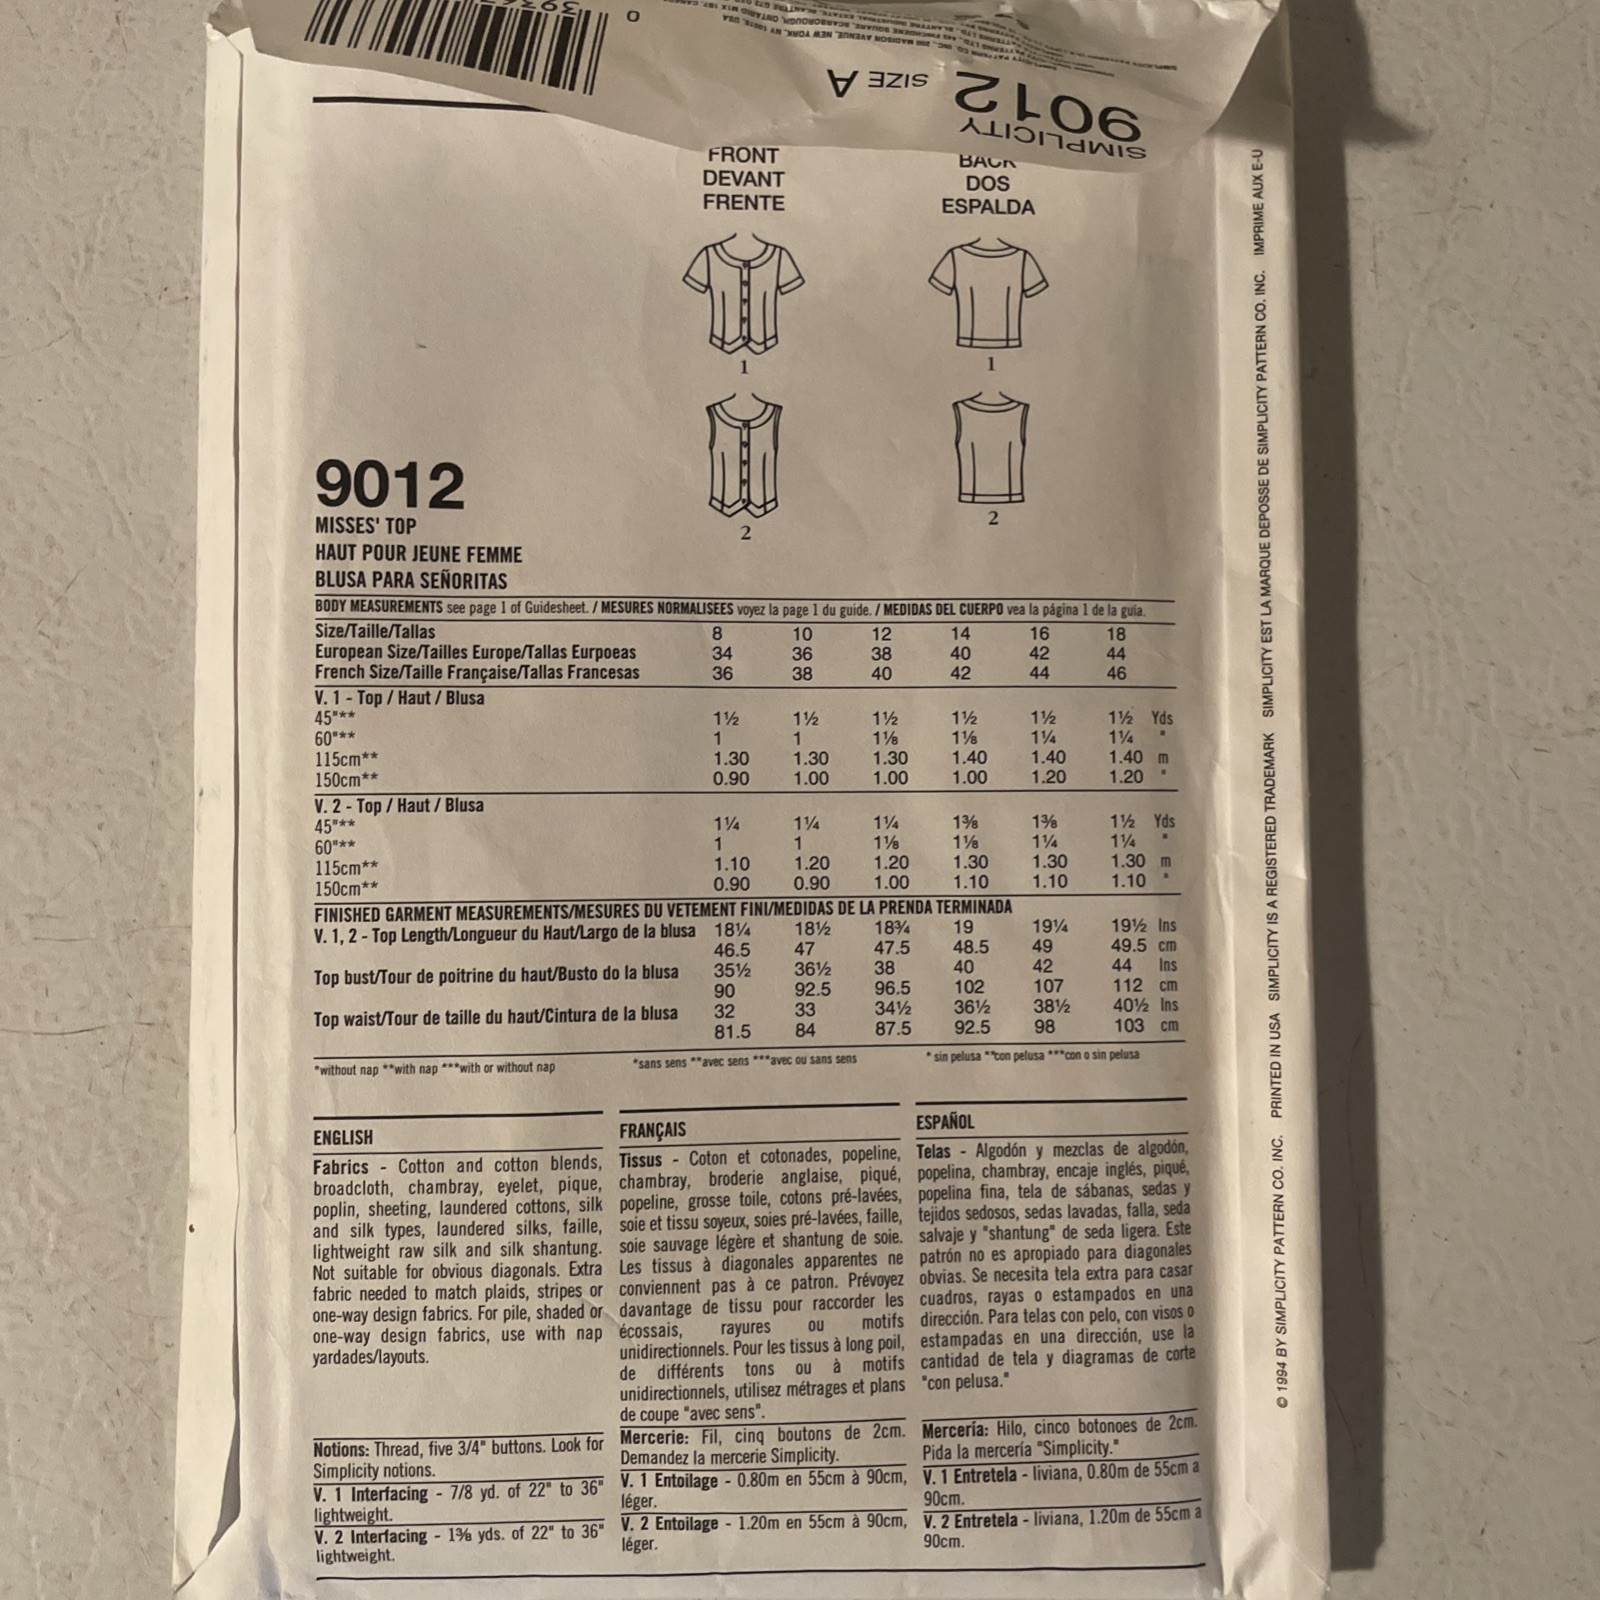 0
SIMPLICITY
9012
SIZE A
FRONT
DEVANT
FRENTE
BACK
DOS
ESPALDA
1
1
2
2
9012
MISSES' TOP
HAUT POUR JEUNE FEMME
BLUSA PARA SEÑORITAS
BODY MEASUREMENTS see page 1 of Guidesheet. / MESURES NORMALISEES voyez la page 1 du guide. / MEDIDAS DEL CUERPO vea la página 1 de la guía.
Size/Taille/Tallas 8 10 12 14 16 18
European Size/Tailles Europe/Tallas Eurpoeas 34 36 38 40 42 44
French Size/Taille Française/Tallas Francesas 36 38 40 42 44 46
V. 1 - Top / Haut / Blusa
45"** 1½ 1½ 1½ 1½ 1½ 1½ Yds
60"** 1 1 1⅛ 1⅛ 1¼ 1¼ "
115cm** 1.30 1.30 1.30 1.40 1.40 1.40 m
150cm** 0.90 1.00 1.00 1.00 1.20 1.20 "
V. 2 - Top / Haut / Blusa
45"** 1¼ 1¼ 1¼ 1⅜ 1⅜ 1½ Yds
60"** 1 1 1⅛ 1⅛ 1¼ 1¼ "
115cm** 1.10 1.20 1.20 1.30 1.30 1.30 m
150cm** 0.90 0.90 1.00 1.10 1.10 1.10 "
FINISHED GARMENT MEASUREMENTS/MESURES DU VETEMENT FINI/MEDIDAS DE LA PRENDA TERMINADA
V. 1, 2 - Top Length/Longueur du Haut/Largo de la blusa 18¼ 18½ 18¾ 19 19¼ 19½ Ins
46.5 47 47.5 48.5 49 49.5 cm
Top bust/Tour de poitrine du haut/Busto do la blusa 35½ 36½ 38 40 42 44 Ins
90 92.5 96.5 102 107 112 cm
Top waist/Tour de taille du haut/Cintura de la blusa 32 33 34½ 36½ 38½ 40½ Ins
81.5 84 87.5 92.5 98 103 cm
*without nap **with nap ***with or without nap
*sans sens **avec sens ***avec ou sans sens
* sin pelusa **con pelusa ***con o sin pelusa
ENGLISH
Fabrics - Cotton and cotton blends,
broadcloth, chambray, eyelet, pique,
poplin, sheeting, laundered cottons, silk
and silk types, laundered silks, faille,
lightweight raw silk and silk shantung.
Not suitable for obvious diagonals. Extra
fabric needed to match plaids, stripes or
one-way design fabrics. For pile, shaded or
one-way design fabrics, use with nap
yardades/layouts.
Notions: Thread, five 3/4" buttons. Look for
Simplicity notions.
V. 1 Interfacing - 7/8 yd. of 22" to 36"
lightweight.
V. 2 Interfacing - 1⅜ yds. of 22" to 36"
lightweight.
FRANÇAIS
Tissus - Coton et cotonades, popeline,
chambray, broderie anglaise, piqué,
popeline, grosse toile, cotons pré-lavées,
soie et tissu soyeux, soies pré-lavées, faille,
soie sauvage légère et shantung de soie.
Les tissus à diagonales apparentes ne
conviennent pas à ce patron. Prévoyez
davantage de tissu pour raccorder les
écossais, rayures ou motifs
unidirectionnels. Pour les tissus à long poil,
de différents tons ou à motifs
unidirectionnels, utilisez métrages et plans
de coupe "avec sens".
Mercerie: Fil, cinq boutons de 2cm.
Demandez la mercerie Simplicity.
V. 1 Entoilage - 0.80m en 55cm à 90cm,
léger.
V. 2 Entoilage - 1.20m en 55cm à 90cm,
léger.
ESPAÑOL
Telas - Algodón y mezclas de algodón,
popelina, chambray, encaje inglés, piqué,
popelina fina, tela de sábanas, sedas y
tejidos sedosos, sedas lavadas, falla, seda
salvaje y "shantung" de seda ligera. Este
patrón no es apropiado para diagonales
obvias. Se necesita tela extra para casar
cuadros, rayas o estampados en una
dirección. Para telas con pelo, con visos o
estampadas en una dirección, use la
cantidad de tela y diagramas de corte
"con pelusa."
Mercería: Hilo, cinco botonoes de 2cm.
Pida la mercería "Simplicity."
V. 1 Entretela - liviana, 0.80m de 55cm a
90cm.
V. 2 Entretela - liviana, 1.20m de 55cm a
90cm.
© 1994 BY SIMPLICITY PATTERN CO. INC. PRINTED IN USA SIMPLICITY IS A REGISTERED TRADEMARK SIMPLICITY EST LA MARQUE DEPOSSE DE SIMPLICITY PATTERN CO. INC. IMPRIME AUX E-U